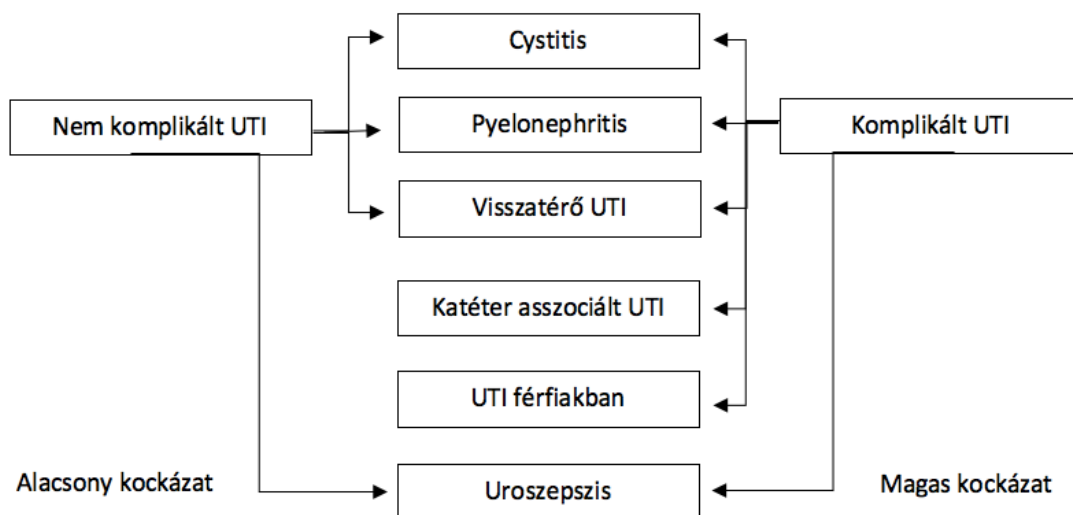 Cystitis
Nem komplikált UTI
Pyelonephritis
Komplikált UTI
Visszatérő UTI
Katéter asszociált UTI
UTI férfiakban
Alacsony kockázat
Uroszepszis
Magas kockázat